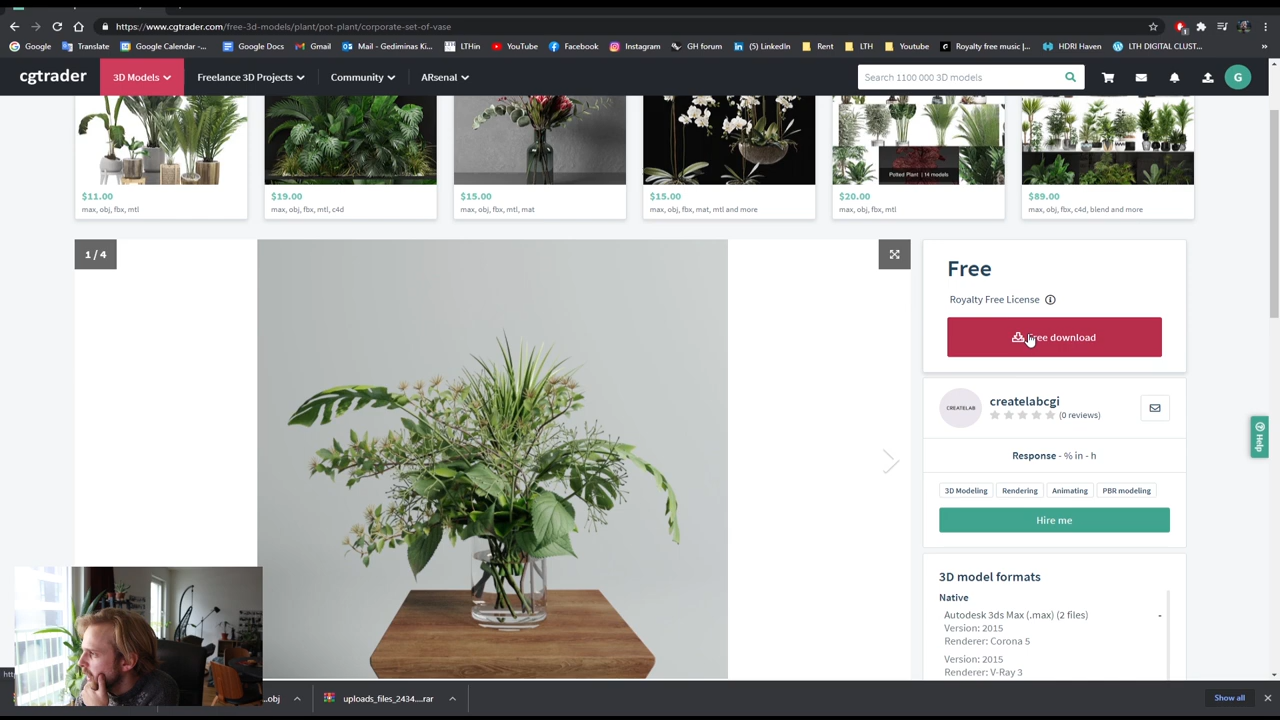 https://www.cgtrader.com/free-3d-models/plant/pot-plant/corporate-set-of-vase
Google Translate Google Calendar -... Google Docs Gmail Mail - Gediminas Ki... LTHin YouTube Facebook Instagram GH forum (5) LinkedIn Rent LTH Youtube Royalty free music |... HDRI Haven LTH DIGITAL CLUST... »
cgtrader 3D Models Freelance 3D Projects Community ARsenal Search 1100 000 3D models G
Potted Plant | 14 models
$11.00 $19.00 $15.00 $15.00 $20.00 $89.00
max, obj, fbx, mtl max, obj, fbx, mtl, c4d max, obj, fbx, mtl, mat max, obj, fbx, mat, mtl and more max, obj, fbx, mtl max, obj, fbx, c4d, blend and more
1 / 4
Free
Royalty Free License
Free download
CREATELAB
createlabcgi
(0 reviews)
Response - % in - h
3D Modeling Rendering Animating PBR modeling
Hire me
Help
3D model formats
Native
Autodesk 3ds Max (.max) (2 files) -
Version: 2015
Renderer: Corona 5
Version: 2015
Renderer: V-Ray 3
...obj uploads_files_2434....rar Show all